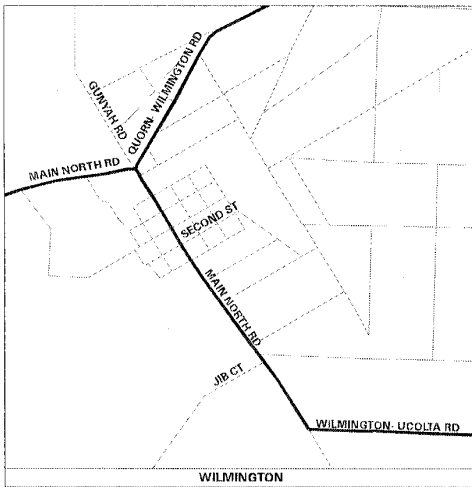 QUORN- WILMINGTON RD
GUNYAH RD
MAIN NORTH RD
SECOND ST
MAIN NORTH RD
JIB CT
WILMINGTON- UCOLTA RD
WILMINGTON